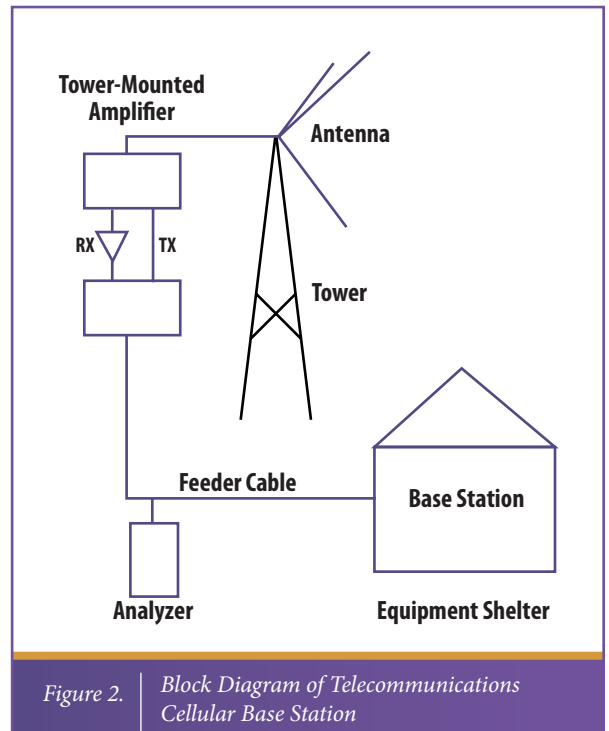 Tower-Mounted
Amplifier
Antenna
RX
TX
Tower
Feeder Cable
Base Station
Analyzer
Equipment Shelter
Figure 2.
Block Diagram of Telecommunications
Cellular Base Station